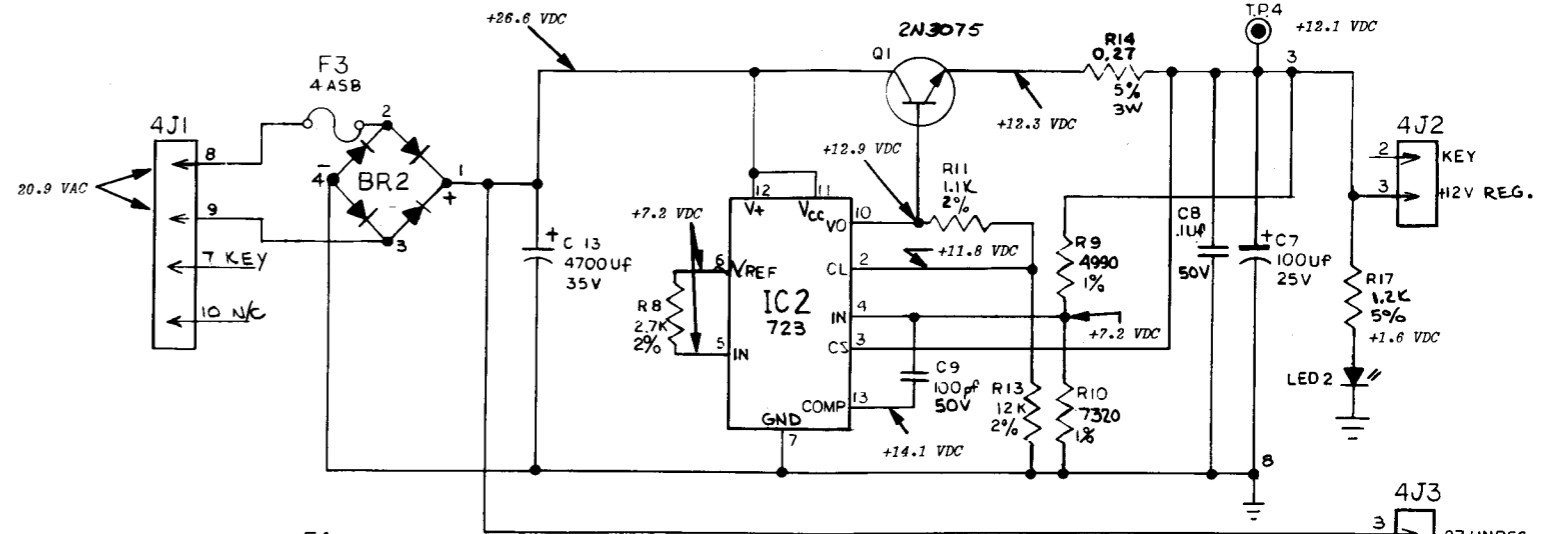 +26.6 VDC
2N3075
T.P.4
+12.1 VDC
F3
4ASB
Q1
R14
0.27
5%
3W
3
+12.3 VDC
4J1
2
8
20.9 VAC
BR2
4
-
1
+
9
3
7 KEY
10 N/C
+
C 13
4700Uf
35V
+7.2 VDC
+12.9 VDC
12
11
V+
VCC
10
VO
R11
1.1K
2%
6
VREF
2
CL
+11.8 VDC
R8
2.7K
2%
IC2
723
4
IN
3
CS
5
IN
R9
4990
1%
+7.2 VDC
C8
.1Uf
50V
+
C7
100Uf
25V
4J2
2
KEY
3
+12V REG.
R17
1.2K
5%
+1.6 VDC
LED2
C9
100pf
50V
13
COMP
GND
7
+14.1 VDC
R13
12K
2%
R10
7320
1%
8
4J3
3